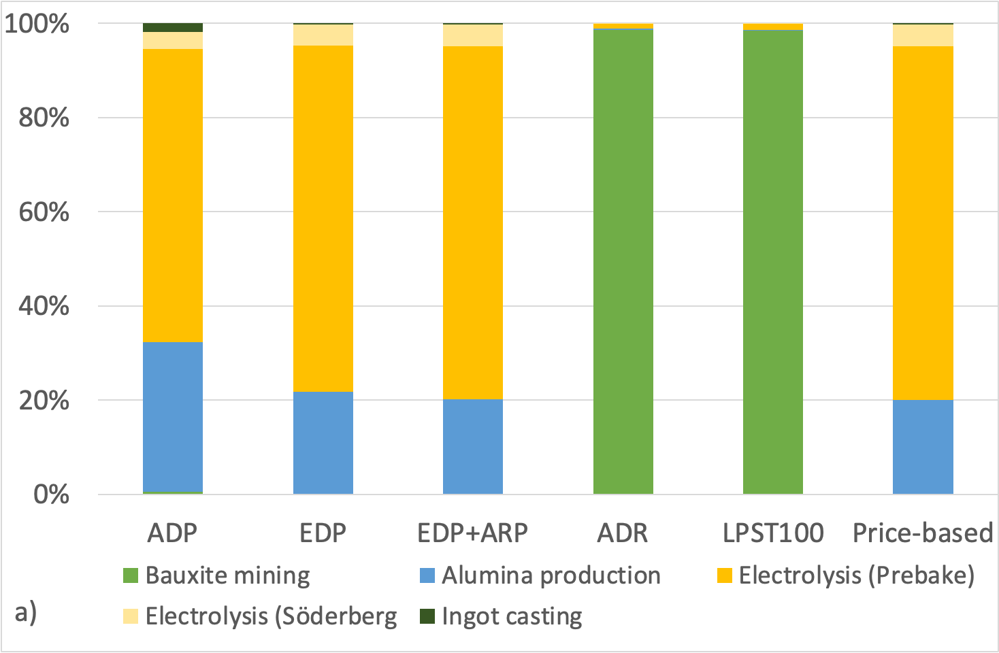 100%
80%
60%
40%
20%
0%
ADP EDP EDP+ARP ADR LPST100 Price-based
Bauxite mining Alumina production Electrolysis (Prebake)
Electrolysis (Söderberg Ingot casting
a)